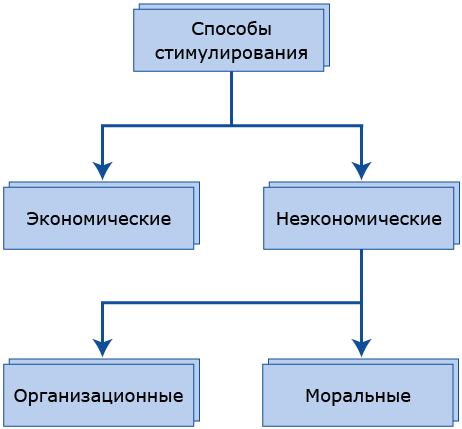 Способы
стимулирования
Экономические
Неэкономические
Организационные
Моральные